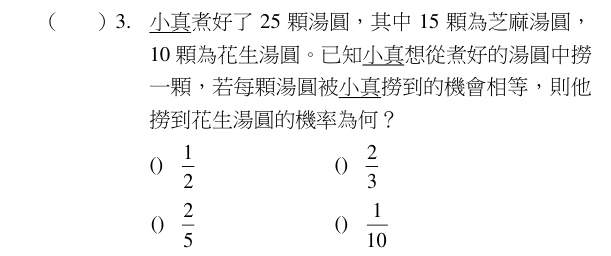 （　　）3. 小真煮好了 25 顆湯圓，其中 15 顆為芝麻湯圓，
10 顆為花生湯圓。已知小真想從煮好的湯圓中撈
一顆，若每顆湯圓被小真撈到的機會相等，則他
撈到花生湯圓的機率為何？
() 1/2　() 2/3
() 2/5　() 1/10